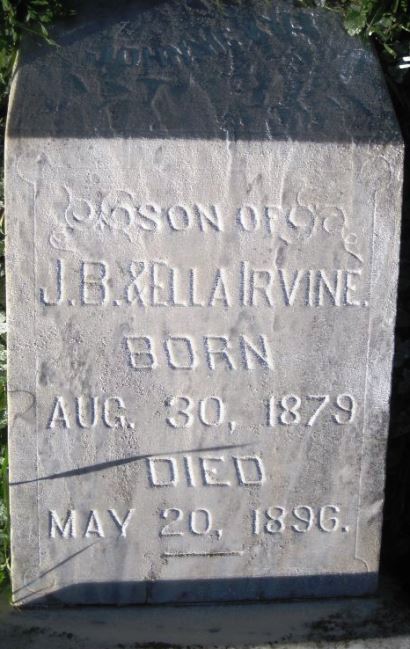 SON OF
J.B. & ELLA IRVINE.
BORN
AUG. 30, 1879
DIED
MAY 20, 1896.